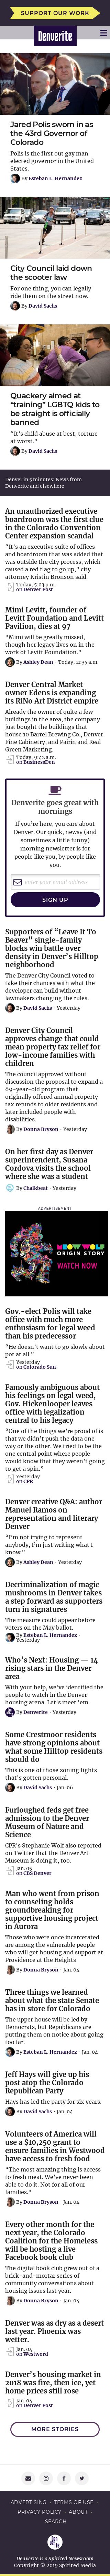 SUPPORT OUR WORK
Denverite
Jared Polis sworn in as
the 43rd Governor of
Colorado
Polis is the first out gay man
elected governor in the United
States.
By Esteban L. Hernandez
City Council laid down
the scooter law
For one thing, you can legally
ride them on the street now.
By David Sachs
Quackery aimed at
"training" LGBTQ kids to
be straight is officially
banned
"It's child abuse at best, torture
at worst."
By David Sachs
Denver in 5 minutes: News from
Denverite and elsewhere
An unauthorized executive
boardroom was the first clue
in the Colorado Convention
Center expansion scandal
"It's an executive suite of offices
and boardroom that was added that
was outside the city program, which
caused a red flag to go up," city
attorney Kristin Bronson said.
Today, 5:03 p.m.
on Denver Post
Mimi Levitt, founder of
Levitt Foundation and Levitt
Pavilion, dies at 97
"Mimi will be greatly missed,
though her legacy lives on in the
work of Levitt."
By Ashley Dean · Today, 11:35 a.m.
Denver Central Market
owner Edens is expanding
its RiNo Art District empire
Already the owner of quite a few
buildings in the area, the company
just bought the buildings that
house to Barrel Brewing Co., Denver
Sweet Upholstery, and Pairin and Real
Green Marketing.
Today, 9:42 a.m.
on BusinessDen
Denverite goes great with
mornings
If you're here, you care about
Denver. Our quick, newsy (and
sometimes a teensy funny)
morning newsletter is for
people like you, by people like
you.
enter your email address
SIGN UP
Supporters of "Leave It To
Beaver" single-family
blocks win battle over
density in Denver's Hilltop
neighborhood
The Denver City Council voted to
take their chances with what the
developer can build without
lawmakers changing the rules.
By David Sachs · Yesterday
Denver City Council
approves change that could
mean property tax relief for
low-income families with
children
The council approved without
discussion the proposed expansion of a
69-year-old program that
originally offered annual property
tax rebates to older residents and
later included people
disabilities.
By Donna Bryson · Yesterday
On her first day as Denver
superintendent, Susana
Cordova visits the school
where she was a student
By Chalkbeat · Yesterday
ADVERTISEMENT
MEOW WOLF
ORIGIN STORY
WATCH NOW
Gov.-elect Polis will take
office with much more
enthusiasm for legal weed
than his predecessor
"He doesn't want to go slowly about
pot at all."
Yesterday
on Colorado Sun
Famously ambiguous about
his feelings on legal weed,
Gov. Hickenlooper leaves
office with legalization
central to his legacy
"One of the things we're proud of is
that we didn't push the data one
way or the other. We tried to be the
one central point where people
would know that they weren't going
to get a spin."
Yesterday
on CPR
Denver creative Q&A: author
Manuel Ramos on
representation and literary
Denver
"I'm not trying to represent
anybody, I'm just writing what I
know."
By Ashley Dean · Yesterday
Decriminalization of magic
mushrooms in Denver takes
a step forward as supporters
turn in signatures
The measure could appear before
voters on the May ballot.
By Esteban L. Hernandez ·
Yesterday
Who's Next: Housing — 14
rising stars in the Denver
area
With your help, we've identified the
people to watch in the Denver
housing arena. Let's meet 'em.
By Denverite · Yesterday
Some Crestmoor residents
have strong opinions about
what some Hilltop residents
should do
This is one of those zoning fights
that's gotten personal.
By David Sachs · Jan. 06
Furloughed feds get free
admission to the Denver
Museum of Nature and
Science
CPR's Stephanie Wolf also reported
on Twitter that the Denver Art
Museum is doing it, too.
Jan. 05
on CBS Denver
Man who went from prison
to counseling holds
groundbreaking for
supportive housing project
in Aurora
Those who were once incarcerated
are among the vulnerable people
who will get housing and support at
Providence at the Heights
By Donna Bryson · Jan. 04
Three things we learned
about what the state Senate
has in store for Colorado
The upper house will be led by
Democrats, but Republicans are
putting on more notice about going
too far.
By Esteban L. Hernandez · Jan. 04
Jeff Hays will give up his
post atop the Colorado
Republican Party
Hays has led the party for six years.
By David Sachs · Jan. 04
Volunteers of America will
use a $10,250 grant to
ensure families in Westwood
have access to fresh food
"The most amazing thing is access
to fresh meat. We've never been
able to do it. Not for all of our
families."
By Donna Bryson · Jan. 04
Every other month for the
next year, the Colorado
Coalition for the Homeless
will be hosting a live
Facebook book club
The digital book club grew out of a
brick-and-mortar series of
community conversations about
housing issues last year.
By Donna Bryson · Jan. 04
Denver was as dry as a desert
last year. Phoenix was
wetter.
Jan. 04
on Westword
Denver's housing market in
2018 was fire, then ice, yet
home prices still rose
Jan. 04
on Denver Post
MORE STORIES
ADVERTISING · TERMS OF USE ·
PRIVACY POLICY · ABOUT ·
SEARCH
Denverite is a Spirited Newsroom
Copyright © 2019 Spirited Media